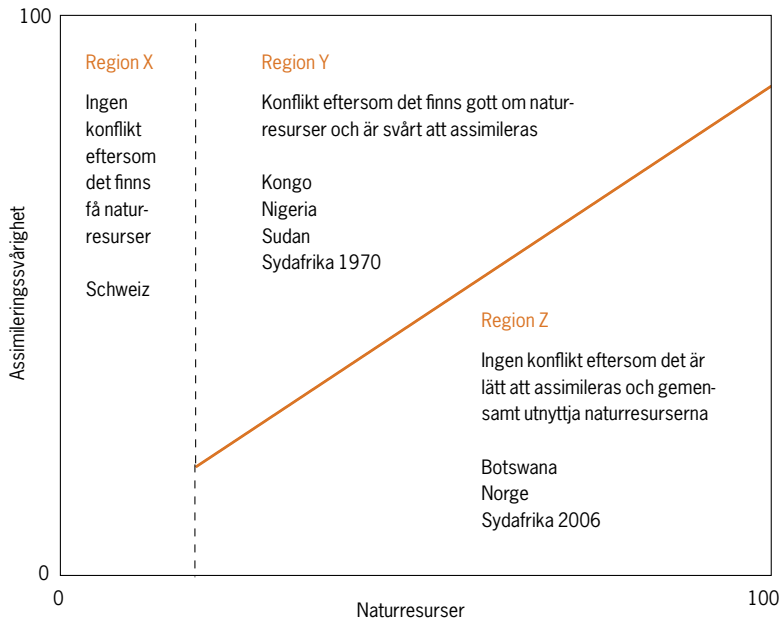 100
Region X
Ingen
konflikt
eftersom
det finns
få natur-
resurser
Schweiz
Region Y
Konflikt eftersom det finns gott om natur-
resurser och är svårt att assimileras
Kongo
Nigeria
Sudan
Sydafrika 1970
Region Z
Ingen konflikt eftersom det är
lätt att assimileras och gemen-
samt utnyttja naturresurserna
Botswana
Norge
Sydafrika 2006
Assimileringssvårighet
0
0
Naturresurser
100